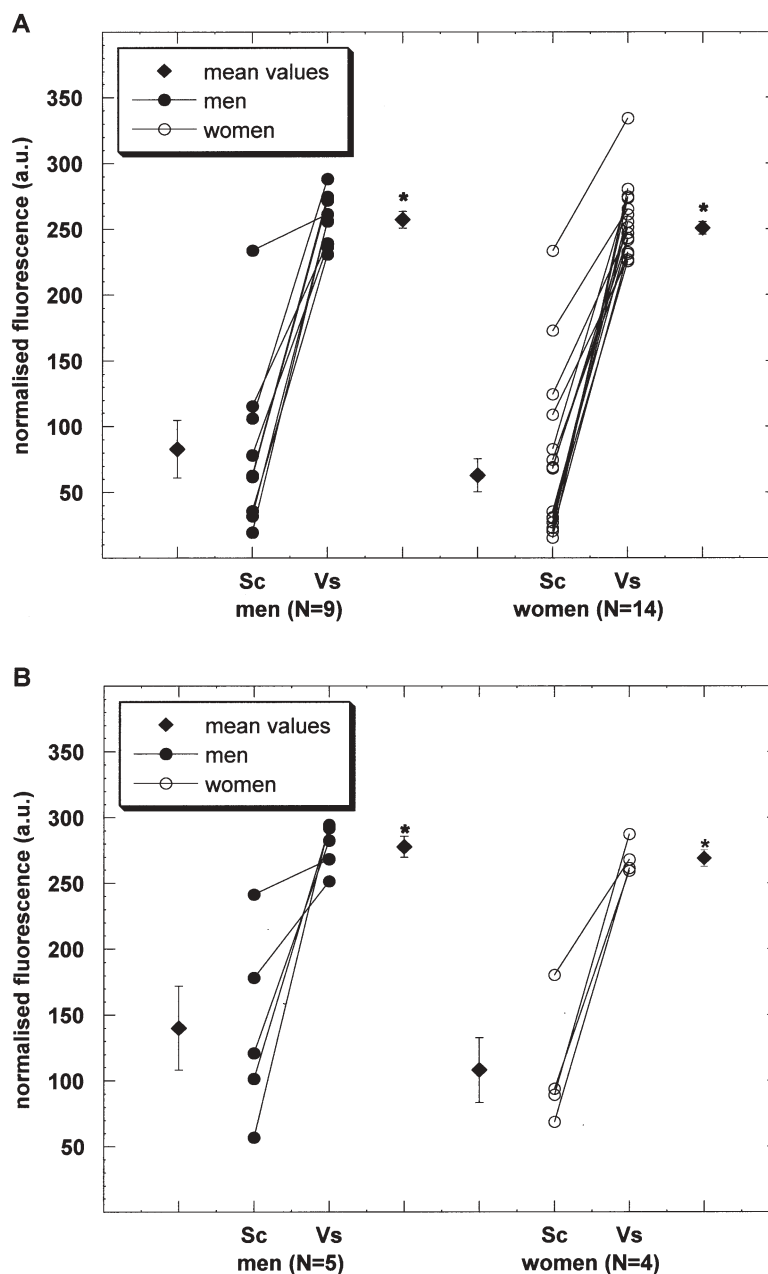 A
mean values
men
women
normalised fluorescence (a.u.)
350
300
250
200
150
100
50
*
*
Sc Vs Sc Vs
men (N=9) women (N=14)
B
mean values
men
women
normalised fluorescence (a.u.)
350
300
250
200
150
100
50
*
*
Sc Vs Sc Vs
men (N=5) women (N=4)